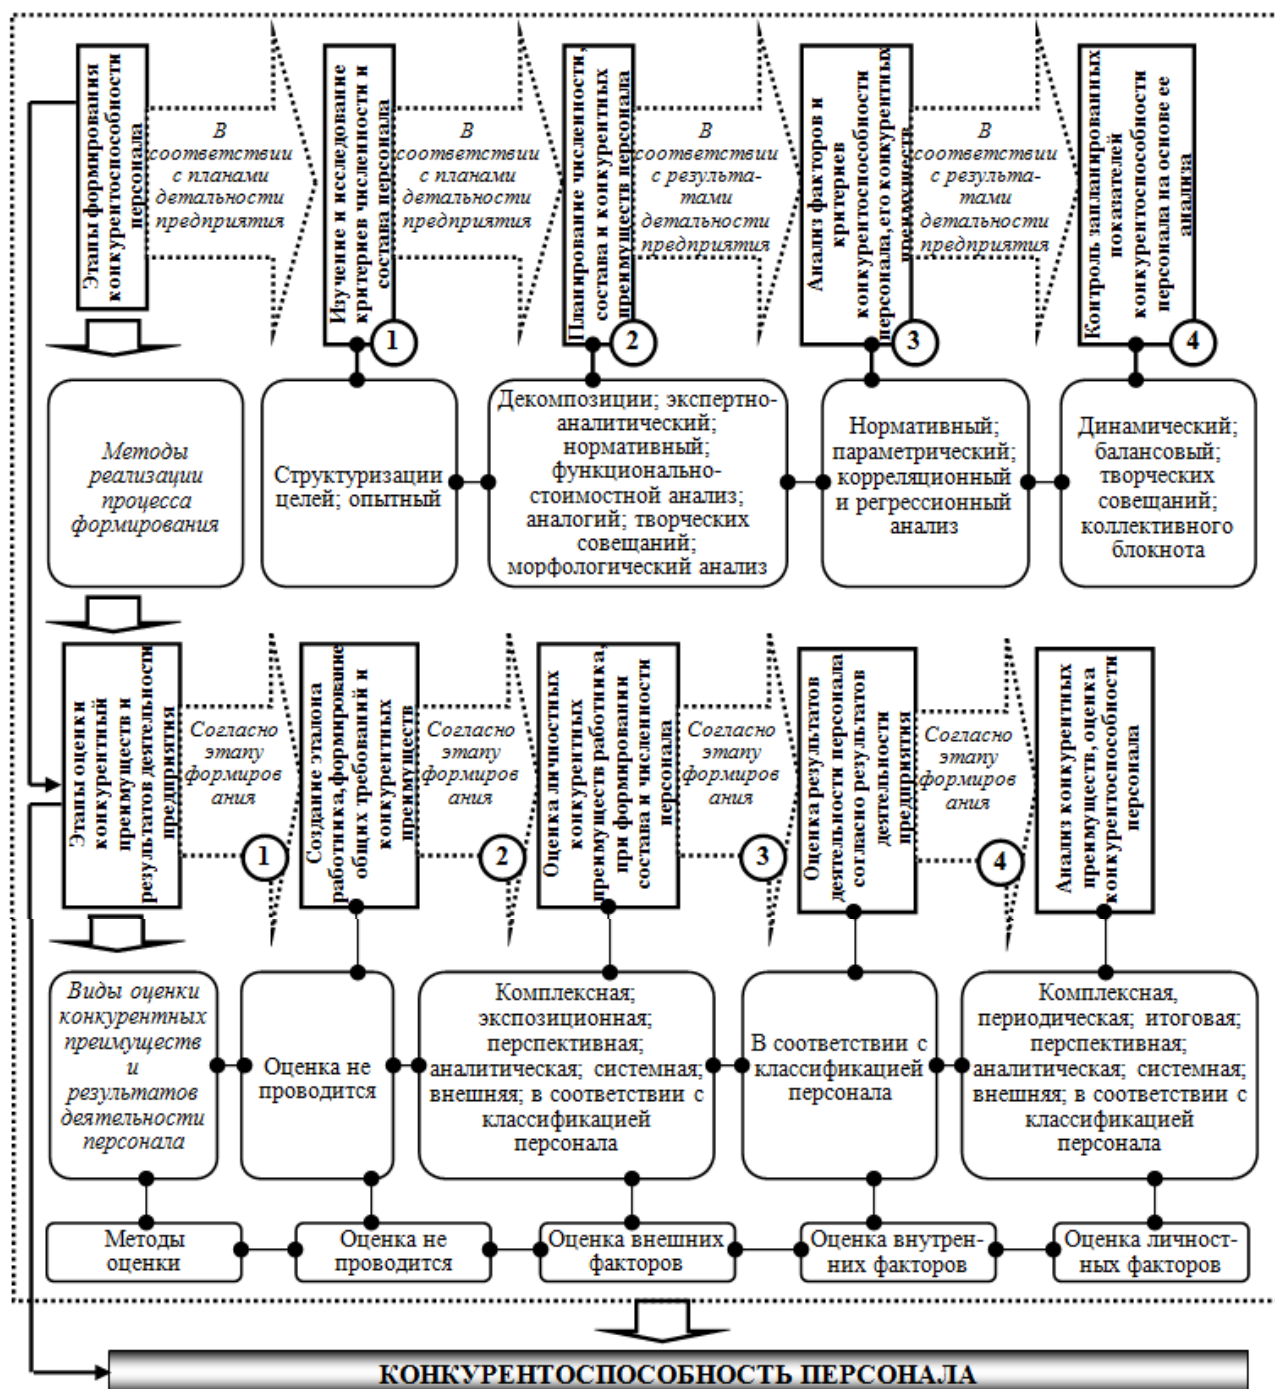 Этапы формирования
конкурентоспособности
персонала
В
соответствии
с планами
детальности
предприятия
Изучение и исследование
критериев численности и
состава персонала
1
В
соответствии
с планами
детальности
предприятия
Планирование численности,
состава и конкурентных
преимуществ персонала
2
В
соответствии
с результа-
тами
детальности
предприятия
Анализ факторов и
критериев
конкурентоспособности
персонала, его конкурентных
преимуществ
3
В
соответствии
с результа-
тами
детальности
предприятия
Контроль запланированных
показателей
конкурентоспособности
персонала на основе ее
анализа
4
Методы
реализации
процесса
формирования
Структуризации
целей; опытный
Декомпозиции; экспертно-
аналитический;
нормативный;
функционально-
стоимостной анализ;
аналогий; творческих
совещаний;
морфологический анализ
Нормативный;
параметрический;
корреляционный
и регрессионный
анализ
Динамический;
балансовый;
творческих
совещаний;
коллективного
блокнота
Этапы оценки
конкурентный
преимуществ и
результатов деятельности
предприятия
Согласно
этапу
формиров
ания
1
Создание эталона
работника,формирование
общих требований и
конкурентных
преимуществ
Согласно
этапу
формиров
ания
2
Оценка личностных
конкурентных
преимуществ работника,
при формировании
состава и численности
персонала
Согласно
этапу
формиров
ания
3
Оценка результатов
деятельности персонала
согласно результатов
деятельности
предприятия
Согласно
этапу
формиров
ания
4
Анализ конкурентных
преимуществ, оценка
конкурентоспособности
персонала
Виды оценки
конкурентных
преимуществ
и
результатов
деятельности
персонала
Оценка не
проводится
Комплексная;
экспозиционная;
перспективная;
аналитическая; системная;
внешняя; в соответствии с
классификацией
персонала
В соответствии с
классификацией
персонала
Комплексная,
периодическая; итоговая;
перспективная;
аналитическая; системная;
внешняя; в соответствии с
классификацией
персонала
Методы
оценки
Оценка не
проводится
Оценка внешних
факторов
Оценка внутрен-
них факторов
Оценка личност-
ных факторов
КОНКУРЕНТОСПОСОБНОСТЬ ПЕРСОНАЛА